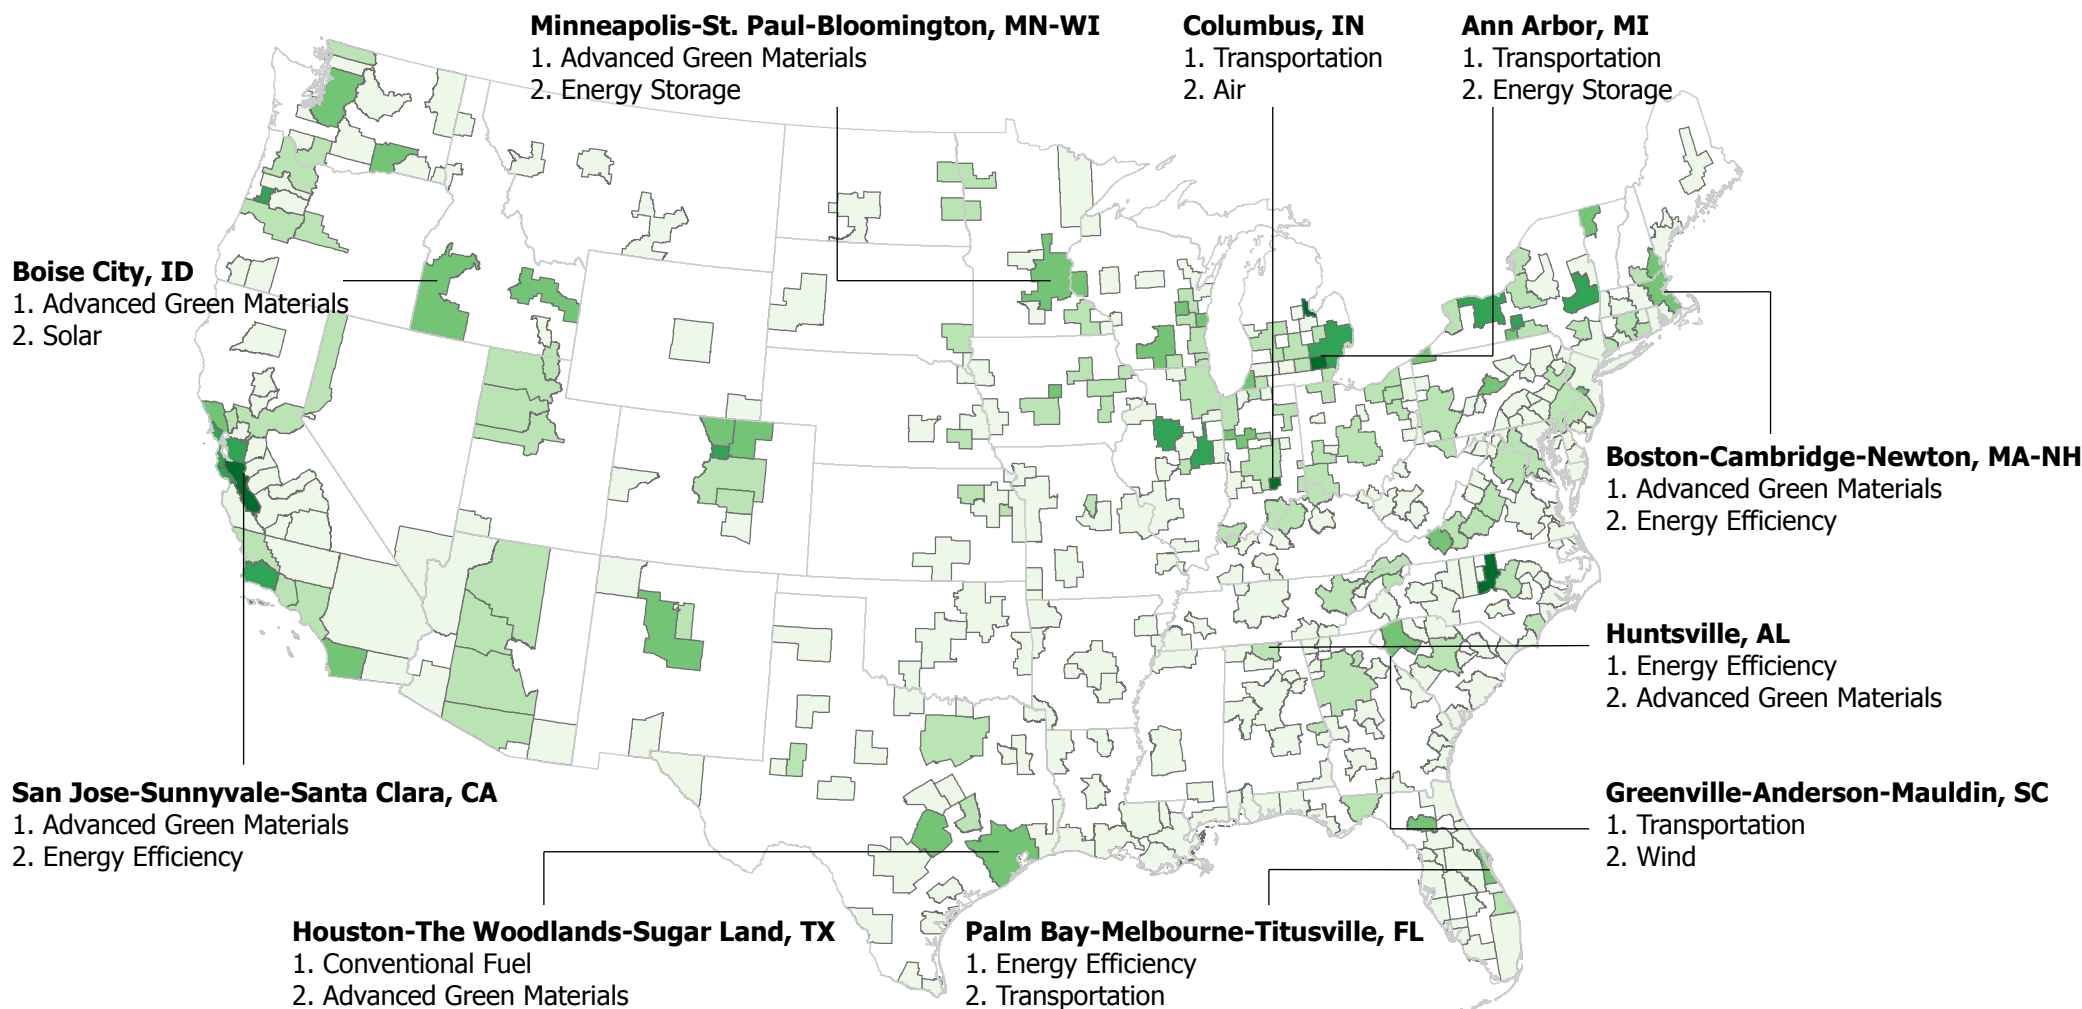 Minneapolis-St. Paul-Bloomington, MN-WI
1. Advanced Green Materials
2. Energy Storage
Columbus, IN
1. Transportation
2. Air
Ann Arbor, MI
1. Transportation
2. Energy Storage
Boise City, ID
1. Advanced Green Materials
2. Solar
Boston-Cambridge-Newton, MA-NH
1. Advanced Green Materials
2. Energy Efficiency
Huntsville, AL
1. Energy Efficiency
2. Advanced Green Materials
San Jose-Sunnyvale-Santa Clara, CA
1. Advanced Green Materials
2. Energy Efficiency
Greenville-Anderson-Mauldin, SC
1. Transportation
2. Wind
Houston-The Woodlands-Sugar Land, TX
1. Conventional Fuel
2. Advanced Green Materials
Palm Bay-Melbourne-Titusville, FL
1. Energy Efficiency
2. Transportation